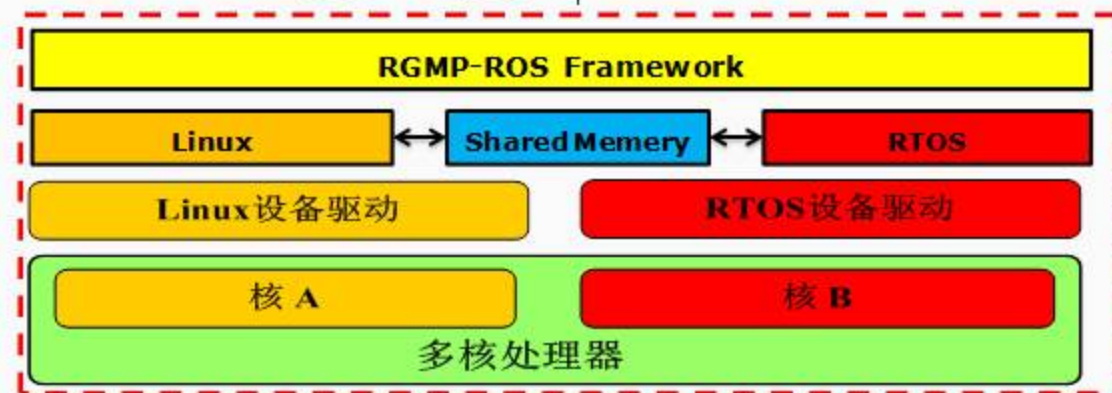 RGMP-ROS Framework
Linux
Shared Memery
RTOS
Linux设备驱动
RTOS设备驱动
核 A
核 B
多核处理器